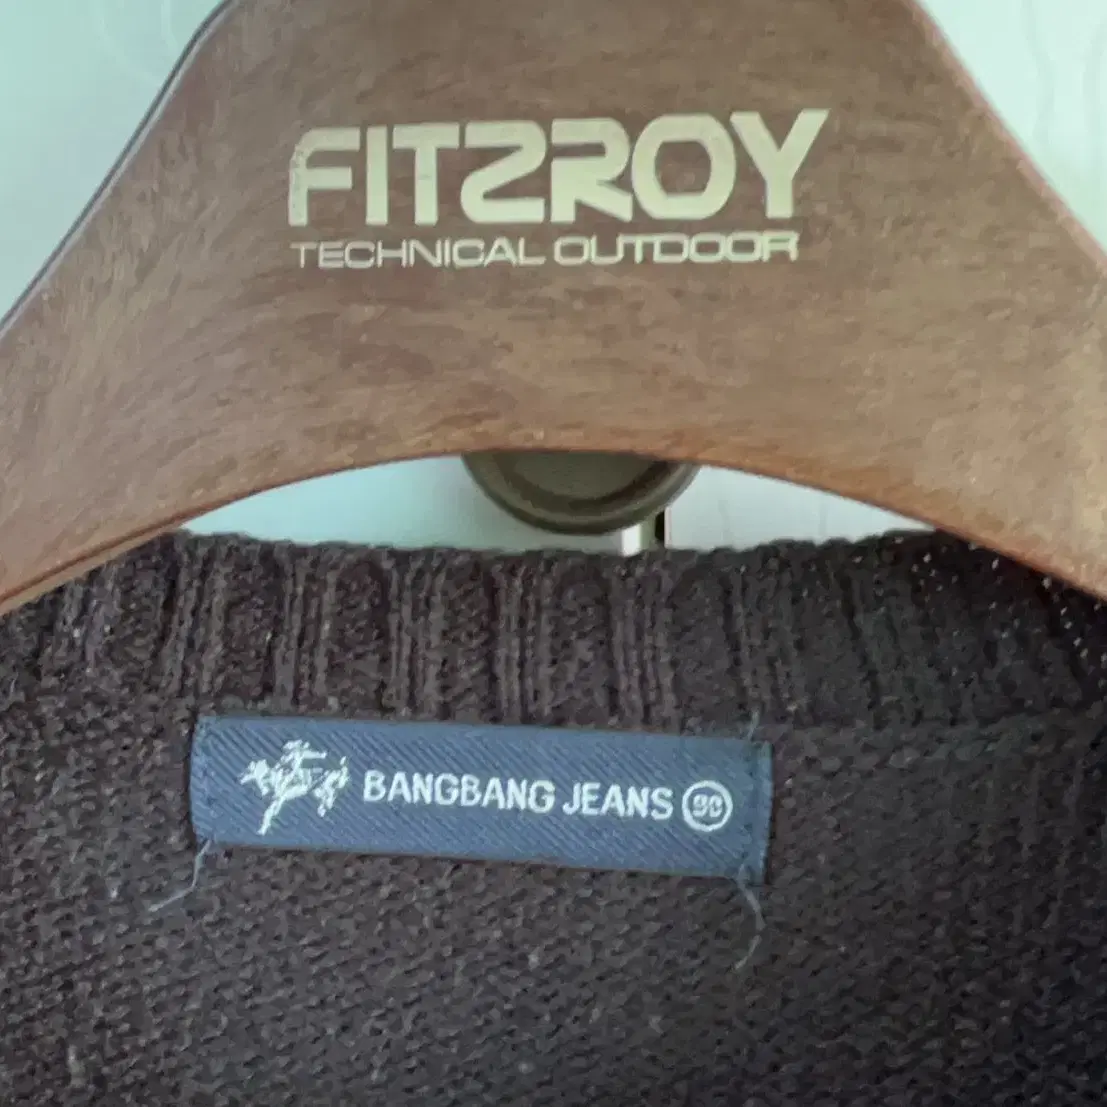 FITZROY
TECHNICAL OUTDOOR
BANGBANG JEANS 90